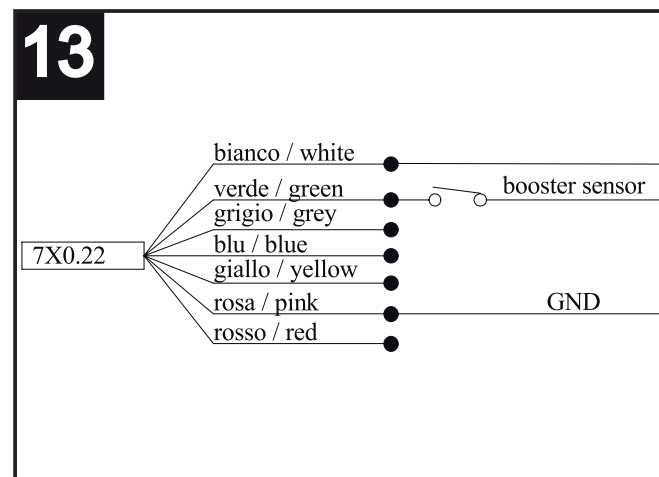 13
bianco / white
verde / green
booster sensor
grigio / grey
7X0.22
blu / blue
giallo / yellow
rosa / pink
GND
rosso / red